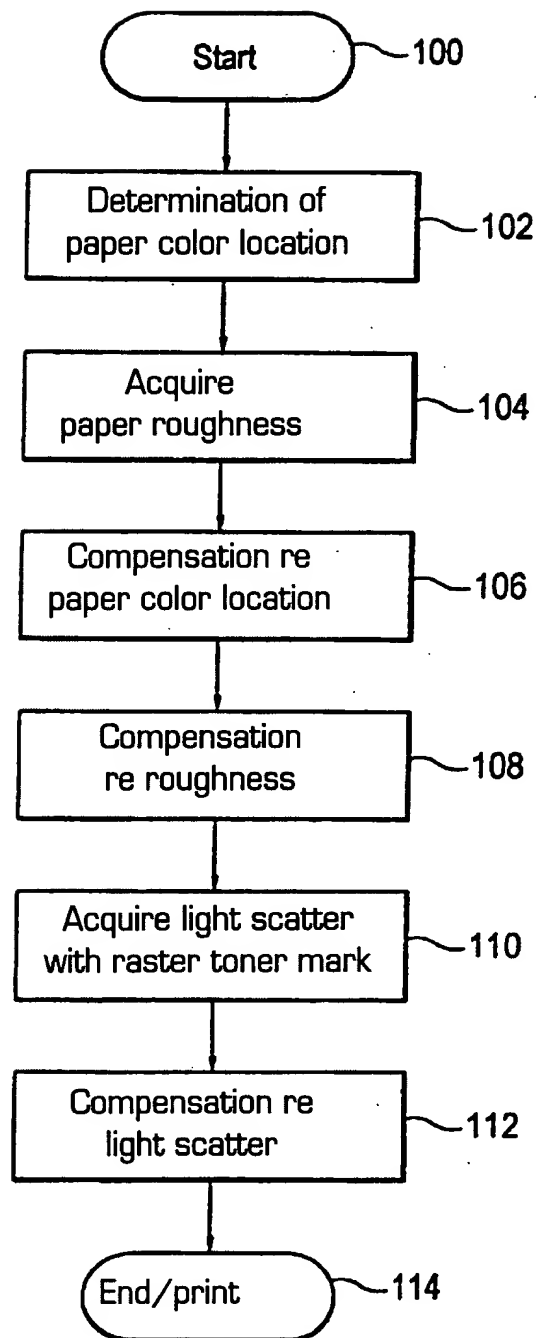 Start
100
Determination of
paper color location
102
Acquire
paper roughness
104
Compensation re
paper color location
106
Compensation
re roughness
108
Acquire light scatter
with raster toner mark
110
Compensation re
light scatter
112
End/print
114